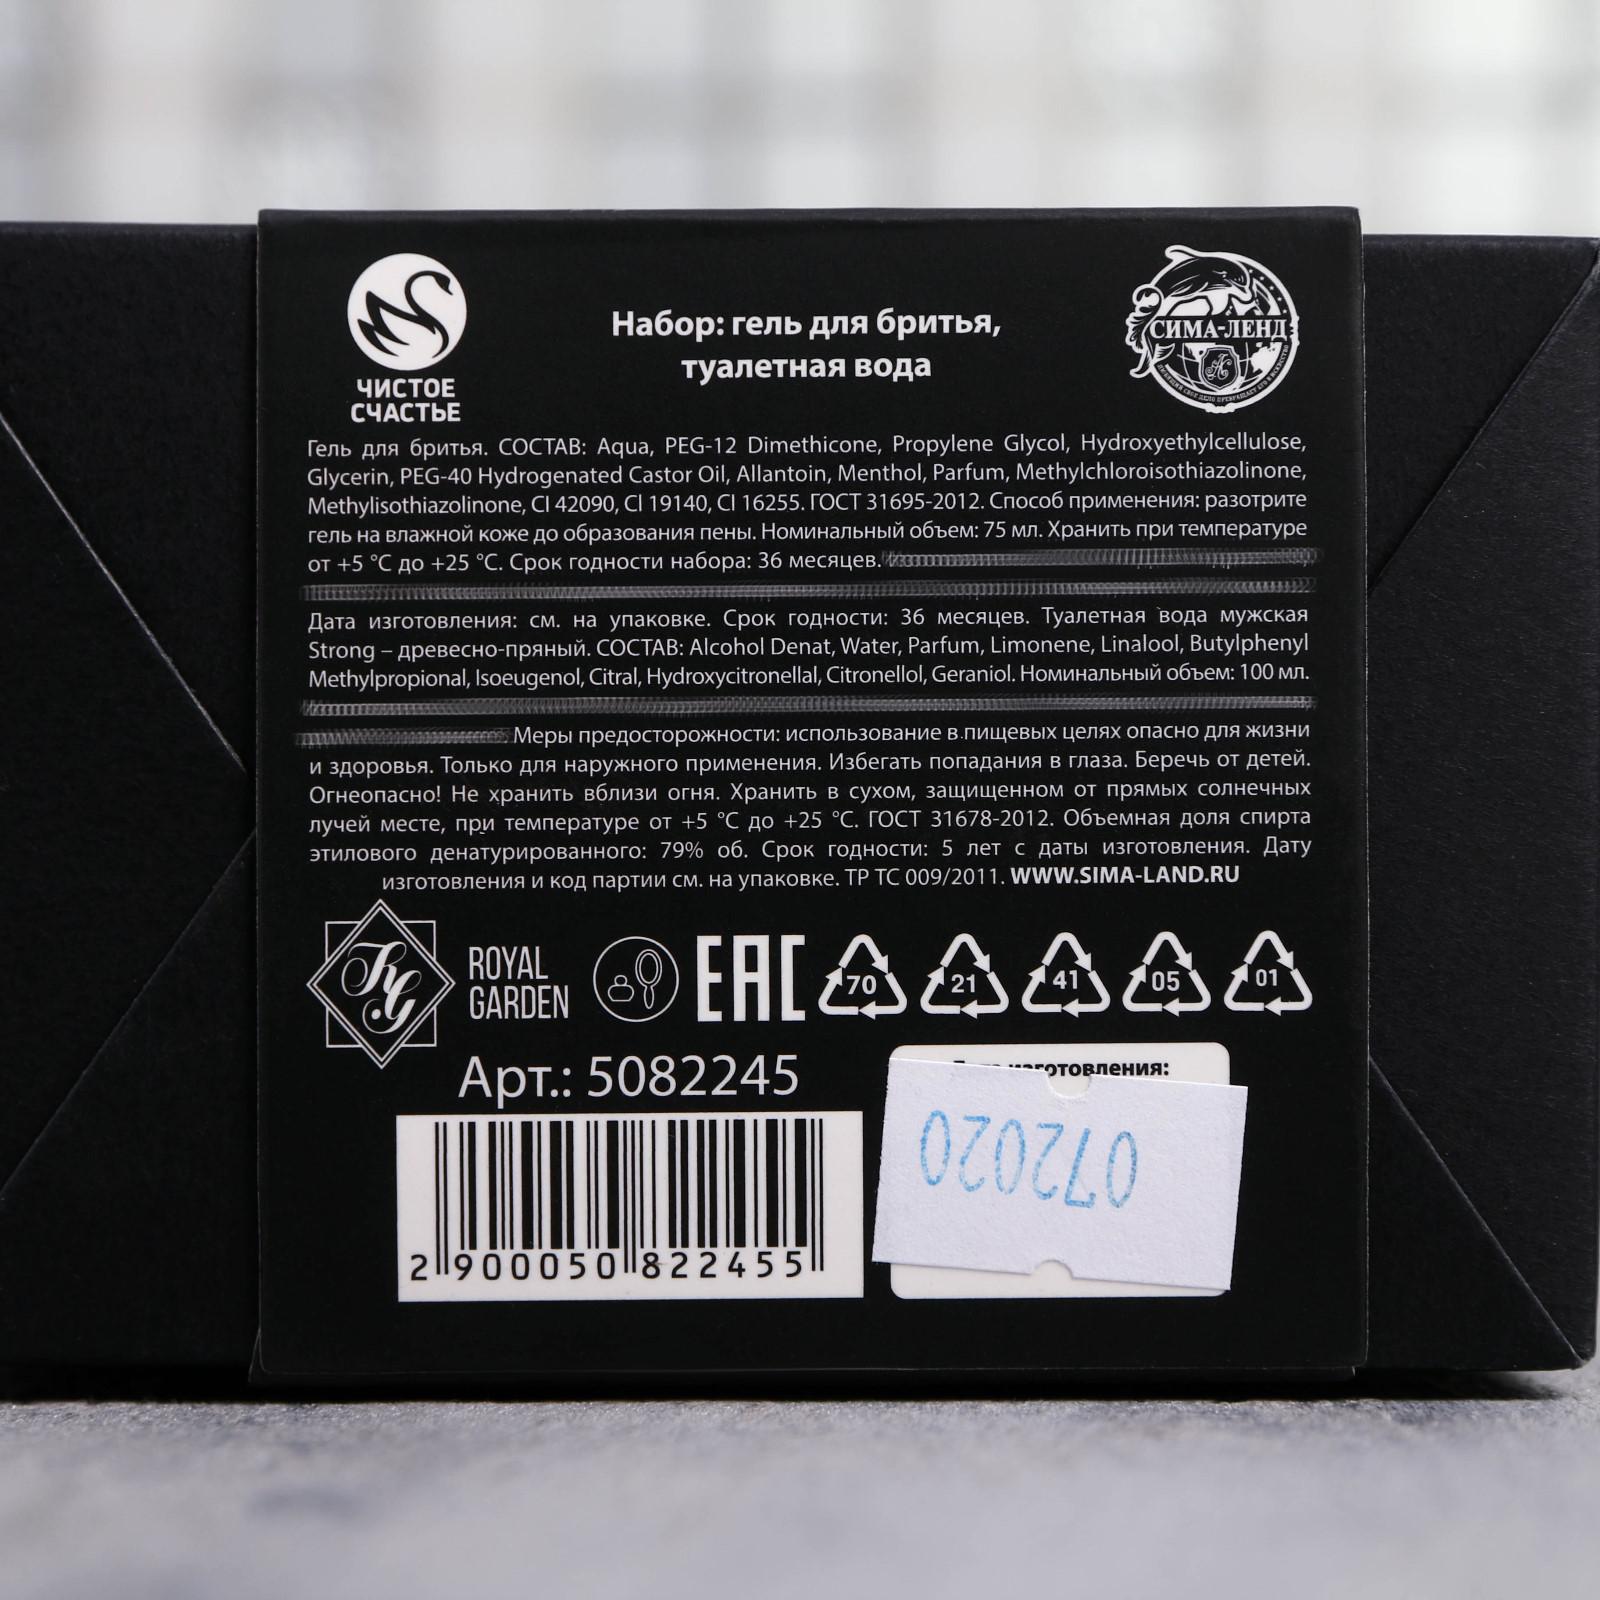 ЧИСТОЕ
СЧАСТЬЕ
Набор: гель для бритья,
туалетная вода
СИМА-ЛЕНД
Гель для бритья. СОСТАВ: Aqua, PEG-12 Dimethicone, Propylene Glycol, Hydroxyethylcellulose,
Glycerin, PEG-40 Hydrogenated Castor Oil, Allantoin, Menthol, Parfum, Methylchloroisothiazolinone,
Methylisothiazolinone, Cl 42090, Cl 19140, Cl 16255. ГОСТ 31695-2012. Способ применения: разотрите
гель на влажной коже до образования пены. Номинальный объем: 75 мл. Хранить при температуре
от +5 °C до +25 °C. Срок годности набора: 36 месяцев.
Дата изготовления: см. на упаковке. Срок годности: 36 месяцев. Туалетная вода мужская
Strong – древесно-пряный. СОСТАВ: Alcohol Denat, Water, Parfum, Limonene, Linalool, Butylphenyl
Methylpropional, Isoeugenol, Citral, Hydroxycitronellal, Citronellol, Geraniol. Номинальный объем: 100 мл.
Меры предосторожности: использование в пищевых целях опасно для жизни
и здоровья. Только для наружного применения. Избегать попадания в глаза. Беречь от детей.
Огнеопасно! Не хранить вблизи огня. Хранить в сухом, защищенном от прямых солнечных
лучей месте, при температуре от +5 °C до +25 °C. ГОСТ 31678-2012. Объемная доля спирта
этилового денатурированного: 79% об. Срок годности: 5 лет с даты изготовления. Дату
изготовления и код партии см. на упаковке. ТР ТС 009/2011. WWW.SIMA-LAND.RU
RG ROYAL
GARDEN
EAC
70 21 41 05 01
Арт.: 5082245
изготовления:
072020
2 900050 822455